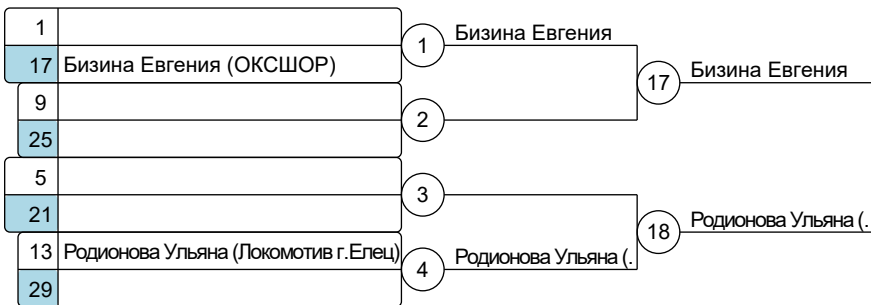 1
1 Бизина Евгения
17 Бизина Евгения (ОКСШОР)
17 Бизина Евгения
9
2
25
5
3
21
18 Родионова Ульяна (.
13 Родионова Ульяна (Локомотив г.Елец)
4 Родионова Ульяна (.
29